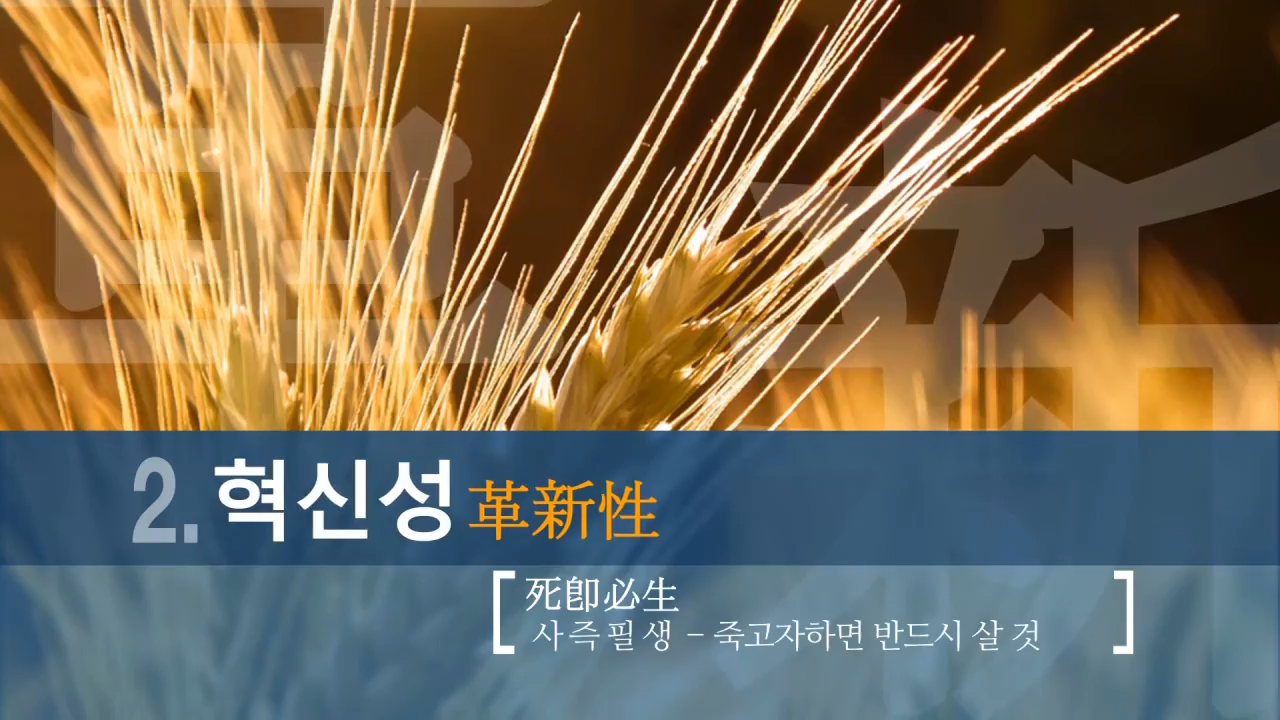 2. 혁신성 革新性
[ 死卽必生 ]
사즉필생 - 죽고자하면 반드시 살 것